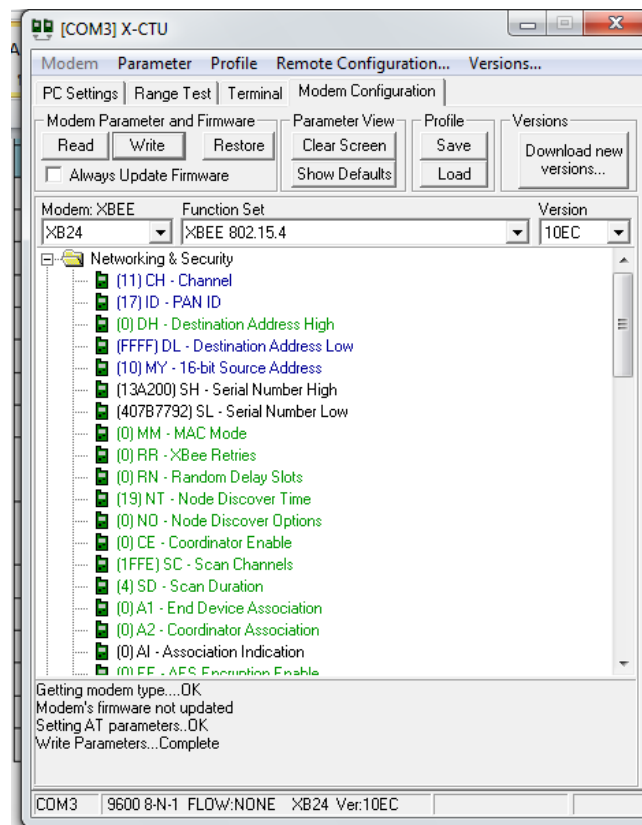 [COM3] X-CTU
Modem Parameter Profile Remote Configuration... Versions...
PC Settings Range Test Terminal Modem Configuration
Modem Parameter and Firmware Parameter View Profile Versions
Read Write Restore Clear Screen Save Download new versions...
Always Update Firmware Show Defaults Load
Modem: XBEE Function Set Version
XB24 XBEE 802.15.4 10EC
Networking & Security
(11) CH - Channel
(17) ID - PAN ID
(0) DH - Destination Address High
(FFFF) DL - Destination Address Low
(10) MY - 16-bit Source Address
(13A200) SH - Serial Number High
(407B7792) SL - Serial Number Low
(0) MM - MAC Mode
(0) RR - XBee Retries
(0) RN - Random Delay Slots
(19) NT - Node Discover Time
(0) NO - Node Discover Options
(0) CE - Coordinator Enable
(1FFE) SC - Scan Channels
(4) SD - Scan Duration
(0) A1 - End Device Association
(0) A2 - Coordinator Association
(0) AI - Association Indication
(0) EE - AES Encryption Enable
Getting modem type....OK
Modem's firmware not updated
Setting AT parameters..OK
Write Parameters...Complete
COM3 9600 8-N-1 FLOW:NONE XB24 Ver:10EC